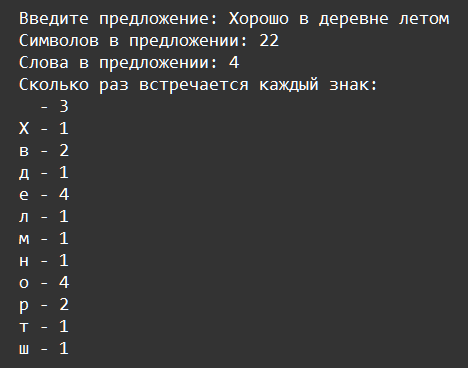 Введите предложение: Хорошо в деревне летом
Символов в предложении: 22
Слова в предложении: 4
Сколько раз встречается каждый знак:
  - 3
Х - 1
в - 2
д - 1
е - 4
л - 1
м - 1
н - 1
о - 4
р - 2
т - 1
ш - 1